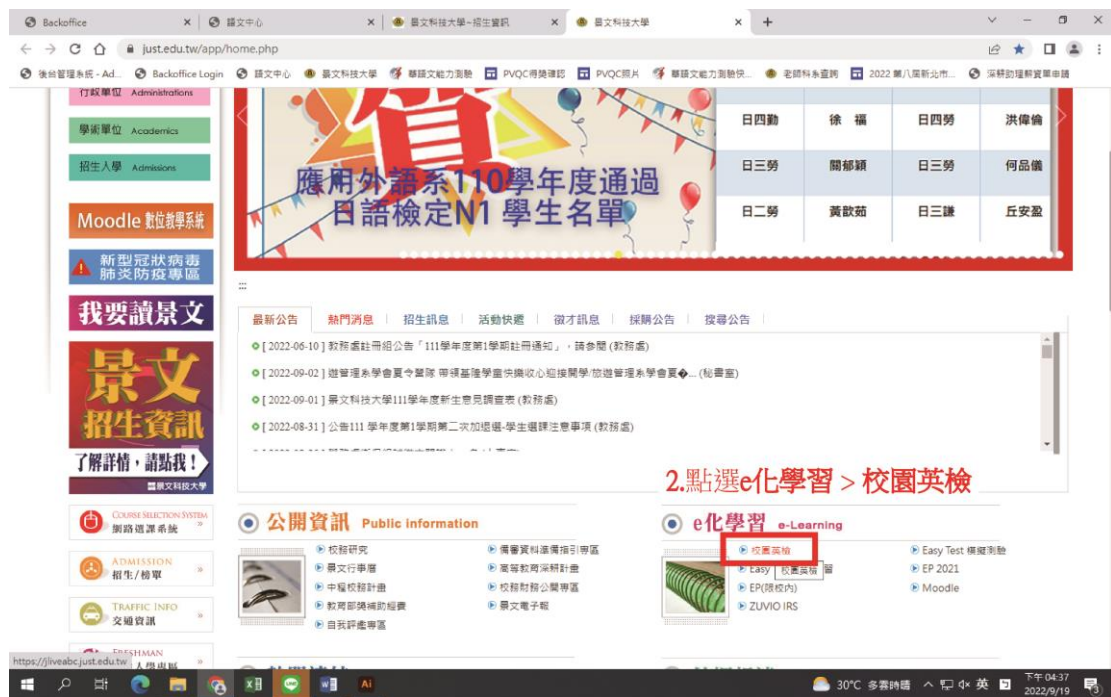 Backoffice
語文中心
景文科技大學-招生資訊
景文科技大學
just.edu.tw/app/home.php
後台管理系統 - Ad...
Backoffice Login
語文中心
景文科技大學
華語文能力測驗
PVQC得獎確認
PVQC照片
華語文能力測驗快...
老師科系查詢
2022 第八屆新北市...
深耕助理薪資單申請
行政單位 Administrations
學術單位 Academics
招生入學 Admissions
Moodle 數位教學系統
新型冠狀病毒
肺炎防疫專區
我要讀景文
景文
招生資訊
了解詳情，請點我！
景文科技大學
賀
應用外語系110學年度通過
日語檢定N1 學生名單
日四勤 徐 福 日四勞 洪偉倫
日三勞 關郁穎 日三勞 何品儀
日二勞 黃歆茹 日三謙 丘安盈
:::
最新公告 熱門消息 招生訊息 活動快遞 徵才訊息 採購公告 搜尋公告
[ 2022-06-10 ] 教務處註冊組公告「111學年度第1學期註冊通知」，請參閱 (教務處)
[ 2022-09-02 ] 遊管理系學會夏令營隊 帶領基隆學童快樂收心迎接開學/旅遊管理系學會夏�... (秘書室)
[ 2022-09-01 ] 景文科技大學111學年度新生意見調查表 (教務處)
[ 2022-08-31 ] 公告111 學年度第1學期第二次加退選-學生選課注意事項 (教務處)
2.點選e化學習 > 校園英檢
COURSE SELECTION SYSTEM
網路選課系統
ADMISSION
招生/榜單
TRAFFIC INFO
交通資訊
FRESHMAN
公開資訊 Public information
校務研究
景文行事曆
中程校務計畫
教育部獎補助經費
自我評鑑專區
備審資料準備指引專區
高等教育深耕計畫
校務財務公開專區
景文電子報
e化學習 e-Learning
校園英檢
Easy
校園英檢
習
EP(限校內)
ZUVIO IRS
Easy Test 模擬測驗
EP 2021
Moodle
https://jliveabc.just.edu.tw
30°C 多雲時晴
英
下午 04:37
2022/9/19